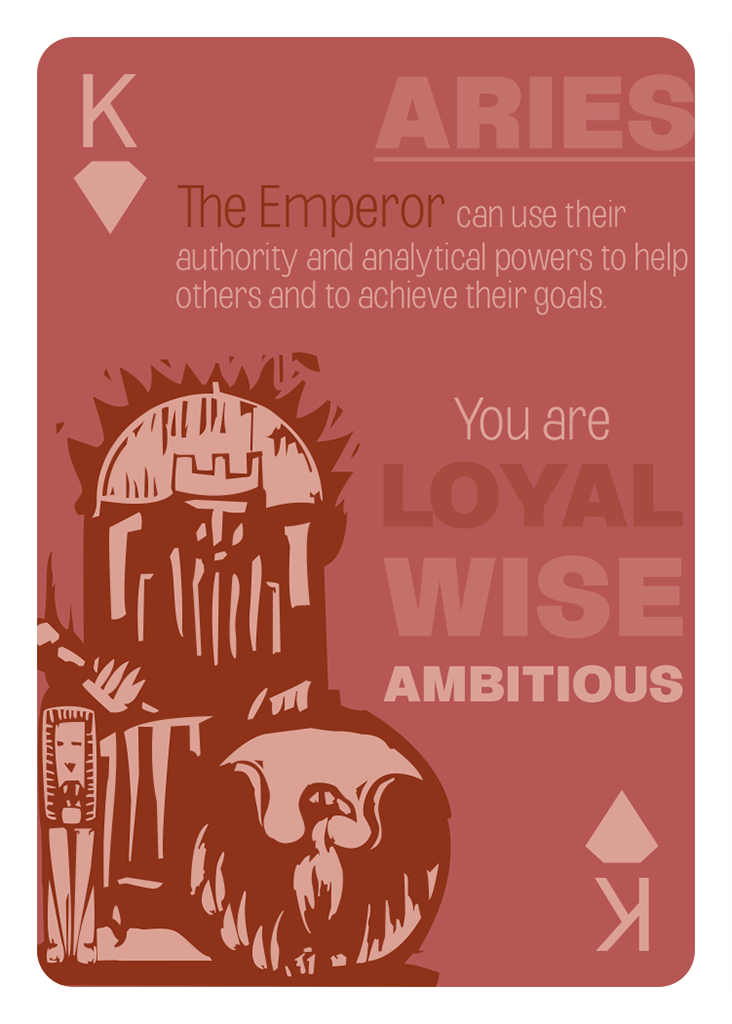 K
ARIES
The Emperor can use their
authority and analytical powers to help
others and to achieve their goals.
You are
LOYAL
WISE
AMBITIOUS
K